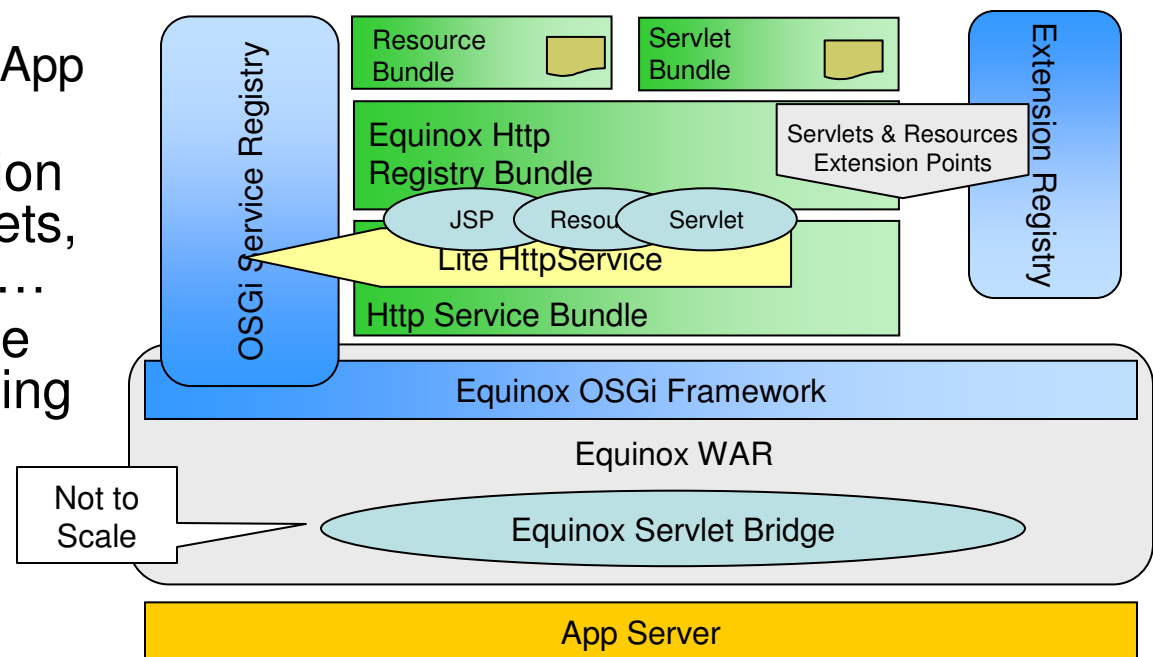 App
ion
ets,
…
e
ing
OSGi Service Registry
Resource
Bundle
Servlet
Bundle
Extension Registry
Equinox Http
Registry Bundle
Servlets & Resources
Extension Points
JSP
Resou
Servlet
Lite HttpService
Http Service Bundle
Equinox OSGi Framework
Equinox WAR
Not to
Scale
Equinox Servlet Bridge
App Server